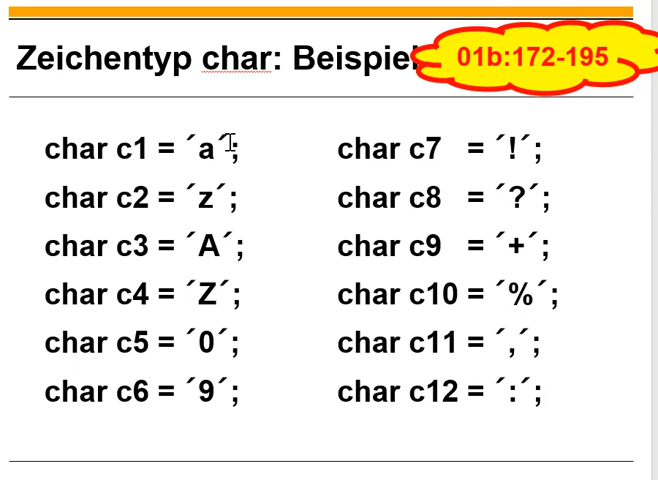 Zeichentyp char: Beispiel
01b:172-195
char c1 = ´a´;
char c2 = ´z´;
char c3 = ´A´;
char c4 = ´Z´;
char c5 = ´0´;
char c6 = ´9´;
char c7 = ´!´;
char c8 = ´?´;
char c9 = ´+´;
char c10 = ´%´;
char c11 = ´,´;
char c12 = ´:´;